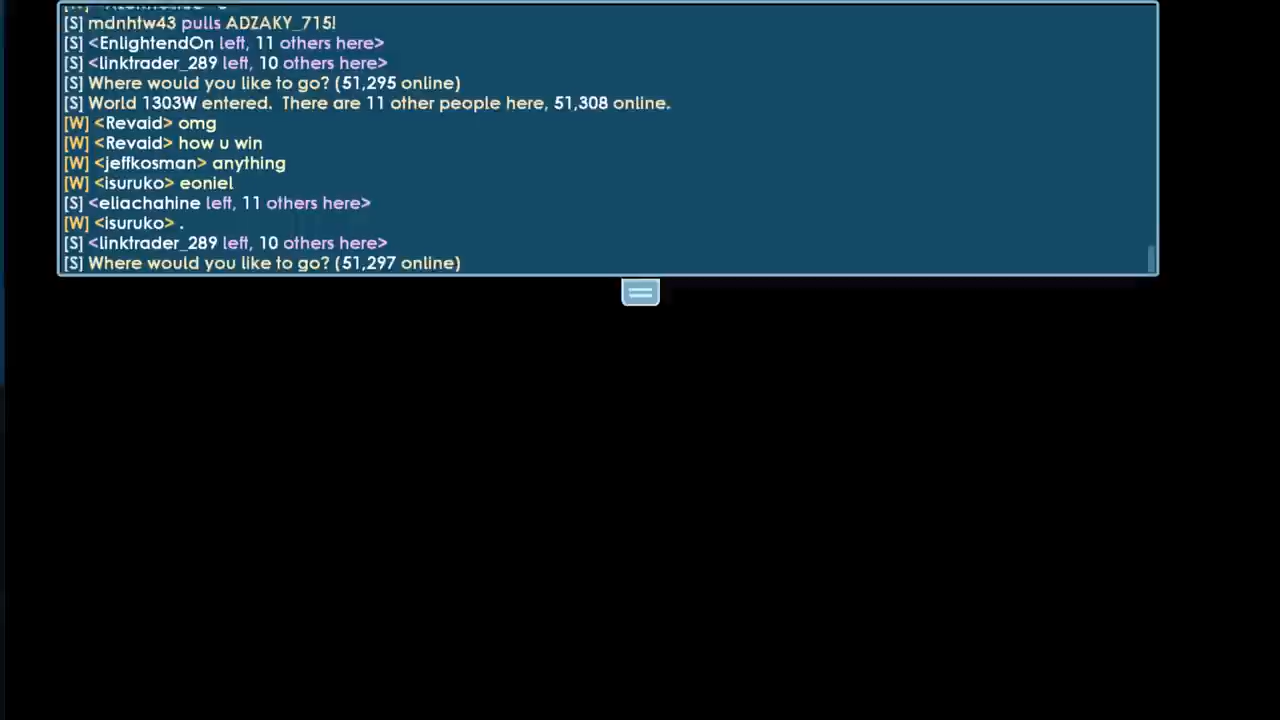 [S] mdnhtw43 pulls ADZAKY_715!
[S] <EnlightendOn left, 11 others here>
[S] <linktrader_289 left, 10 others here>
[S] Where would you like to go? (51,295 online)
[S] World 1303W entered.  There are 11 other people here, 51,308 online.
[W] <Revaid> omg
[W] <Revaid> how u win
[W] <jeffkosman> anything
[W] <isuruko> eoniel
[S] <eliachahine left, 11 others here>
[W] <isuruko> .
[S] <linktrader_289 left, 10 others here>
[S] Where would you like to go? (51,297 online)